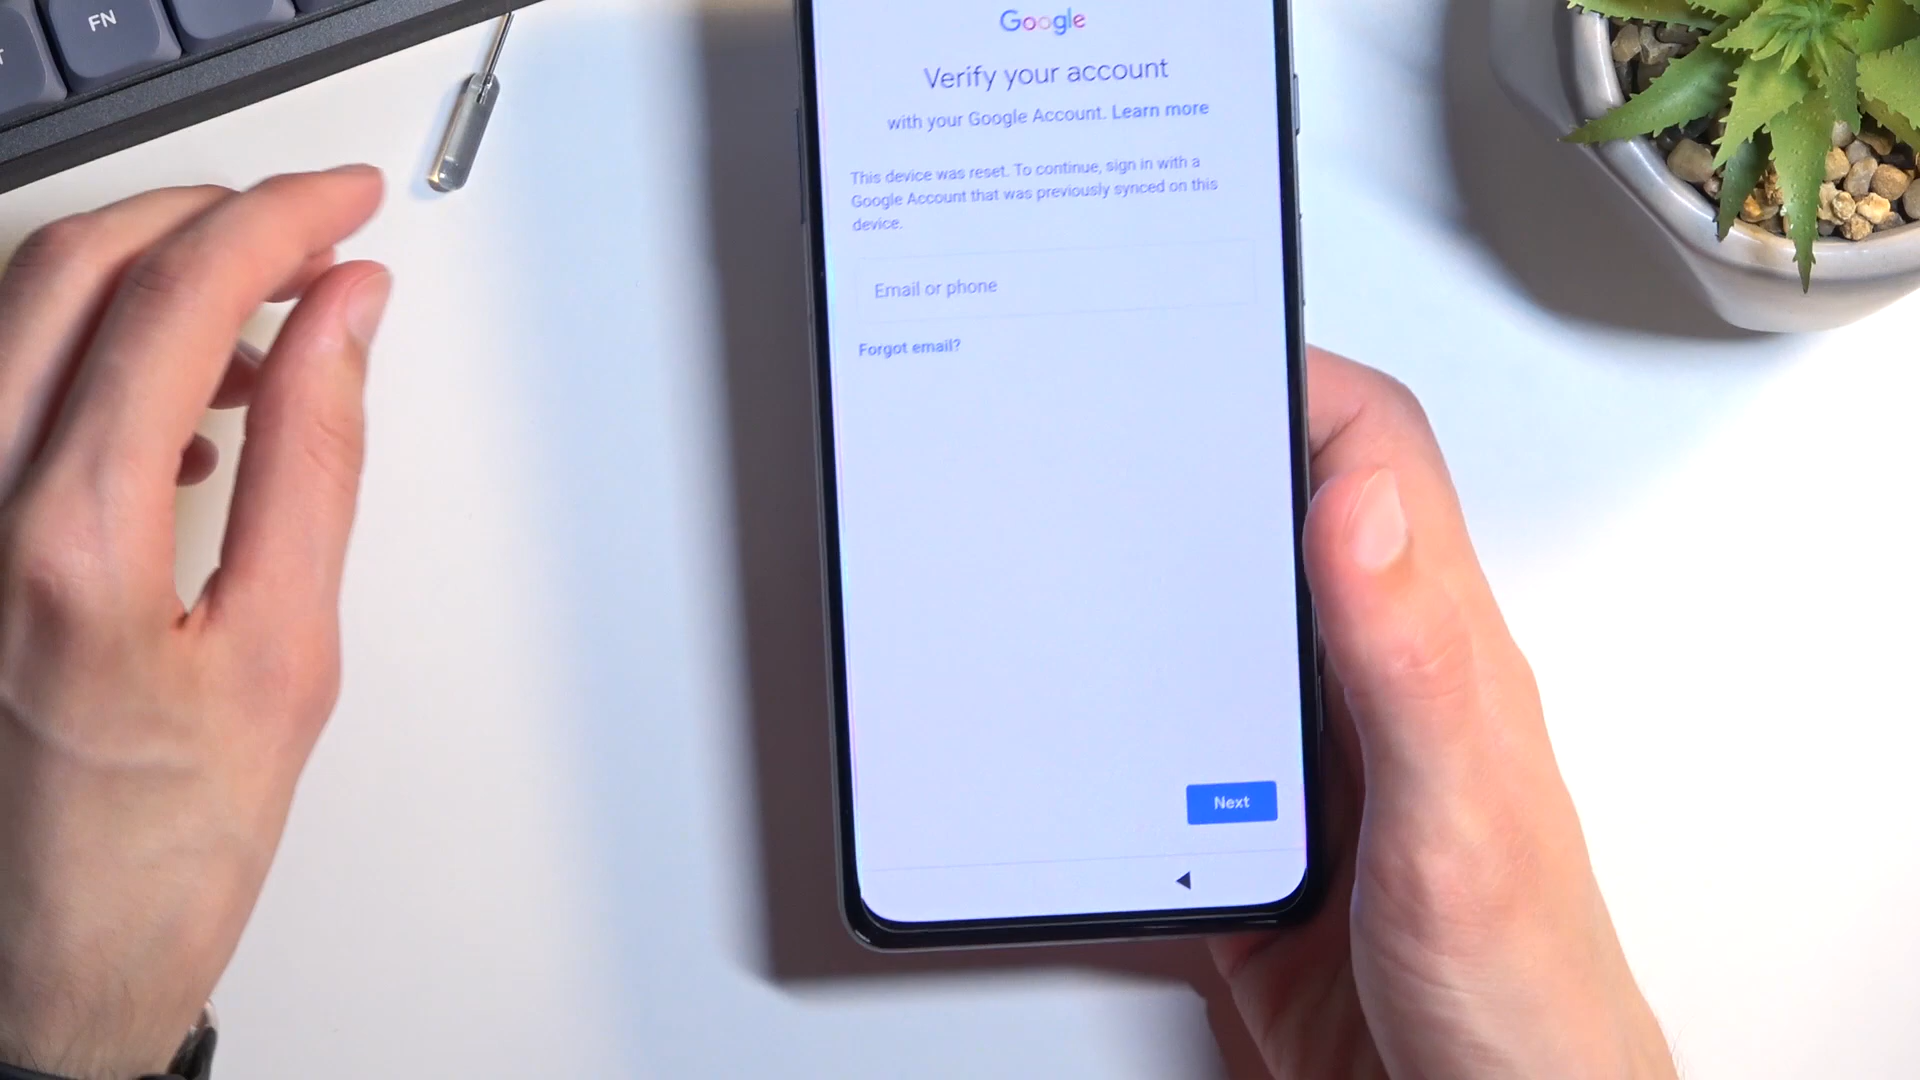 FN
Google
Verify your account
with your Google Account. Learn more
This device was reset. To continue, sign in with a
Google Account that was previously synced on this
device.
Email or phone
Forgot email?
Next